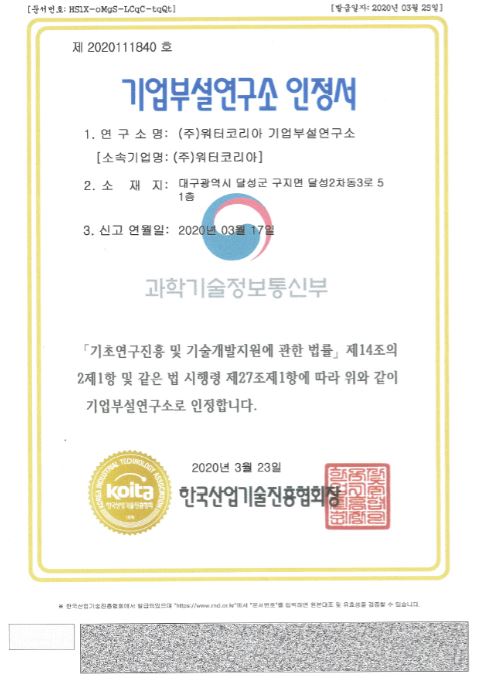 [문서번호: HSlX-oMgS-LCqC-tqQt]
[발급일자: 2020년 03월 25일]
제 2020111840 호
기업부설연구소 인정서
1. 연 구 소 명: (주)워터코리아 기업부설연구소
[소속기업명: (주)워터코리아]
2. 소 재 지: 대구광역시 달성군 구지면 달성2차동3로 5
1층
3. 신고 연월일: 2020년 03월 17일
과학기술정보통신부
「기초연구진흥 및 기술개발지원에 관한 법률」 제14조의
2제1항 및 같은 법 시행령 제27조제1항에 따라 위와 같이
기업부설연구소로 인정합니다.
2020년 3월 23일
KOREA INDUSTRIAL TECHNOLOGY ASSOCIATION
koita
한국산업기술진흥협회
한국산업기술진흥협회장
※ 한국산업기술진흥협회에서 발급되었으며 "https://www.rnd.or.kr"에서 "문서번호"를 입력하면 원본대조 및 유효성을 검증할 수 있습니다.